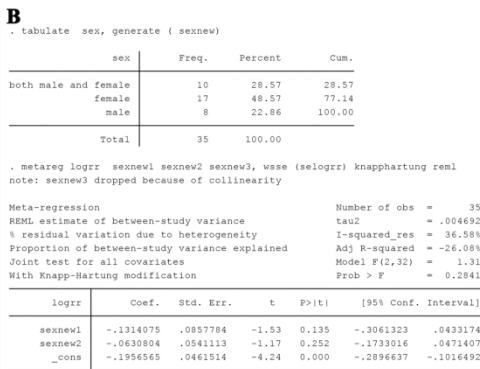 B
. tabulate sex, generate ( sexnew)
sex Freq. Percent Cum.
both male and female 10 28.57 28.57
female 17 48.57 77.14
male 8 22.86 100.00
Total 35 100.00
. metareg logrr sexnew1 sexnew2 sexnew3, wsse (selogrr) knapphartung reml
note: sexnew3 dropped because of collinearity
Meta-regression Number of obs = 35
REML estimate of between-study variance tau2 = .004692
% residual variation due to heterogeneity I-squared_res = 36.58%
Proportion of between-study variance explained Adj R-squared = -26.08%
Joint test for all covariates Model F(2,32) = 1.31
With Knapp-Hartung modification Prob > F = 0.2841
logrr Coef. Std. Err. t P>|t| [95% Conf. Interval]
sexnew1 -.1314075 .0857784 -1.53 0.135 -.3061323 .0433174
sexnew2 -.0630804 .0541113 -1.17 0.252 -.1733016 .0471407
_cons -.1956565 .0461514 -4.24 0.000 -.2896637 -.1016492